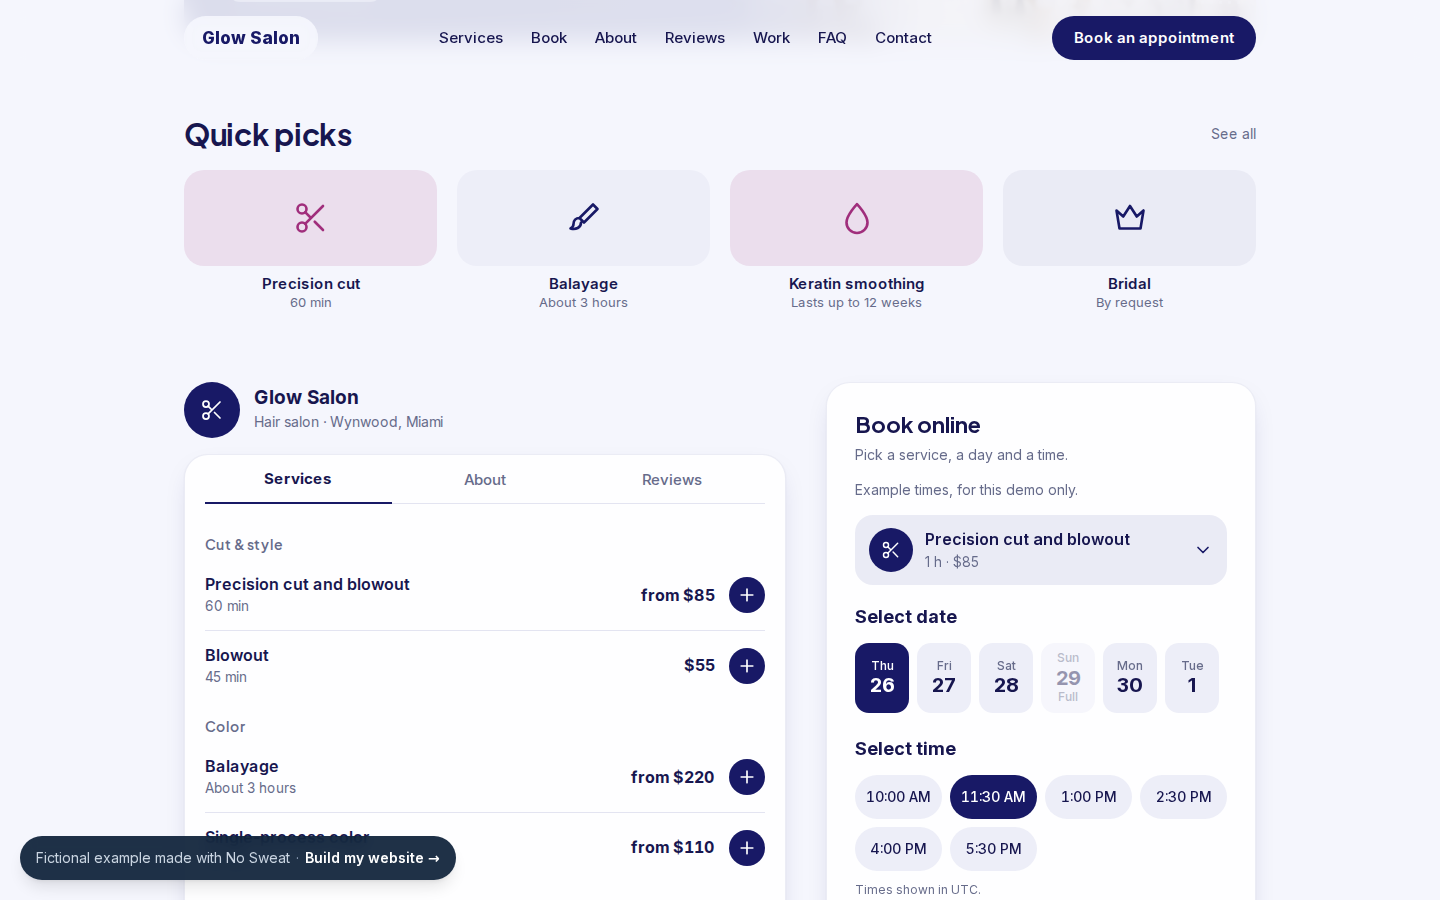 Glow Salon
Services Book About Reviews Work FAQ Contact
Book an appointment
Quick picks
See all
Precision cut
60 min
Balayage
About 3 hours
Keratin smoothing
Lasts up to 12 weeks
Bridal
By request
Glow Salon
Hair salon · Wynwood, Miami
Services About Reviews
Cut & style
Precision cut and blowout
60 min
from $85
Blowout
45 min
$55
Color
Balayage
About 3 hours
from $220
Single-process color
from $110
Book online
Pick a service, a day and a time.
Example times, for this demo only.
Precision cut and blowout
1 h · $85
Select date
Thu 26
Fri 27
Sat 28
Sun 29 Full
Mon 30
Tue 1
Select time
10:00 AM 11:30 AM 1:00 PM 2:30 PM
4:00 PM 5:30 PM
Times shown in UTC.
Fictional example made with No Sweat · Build my website →